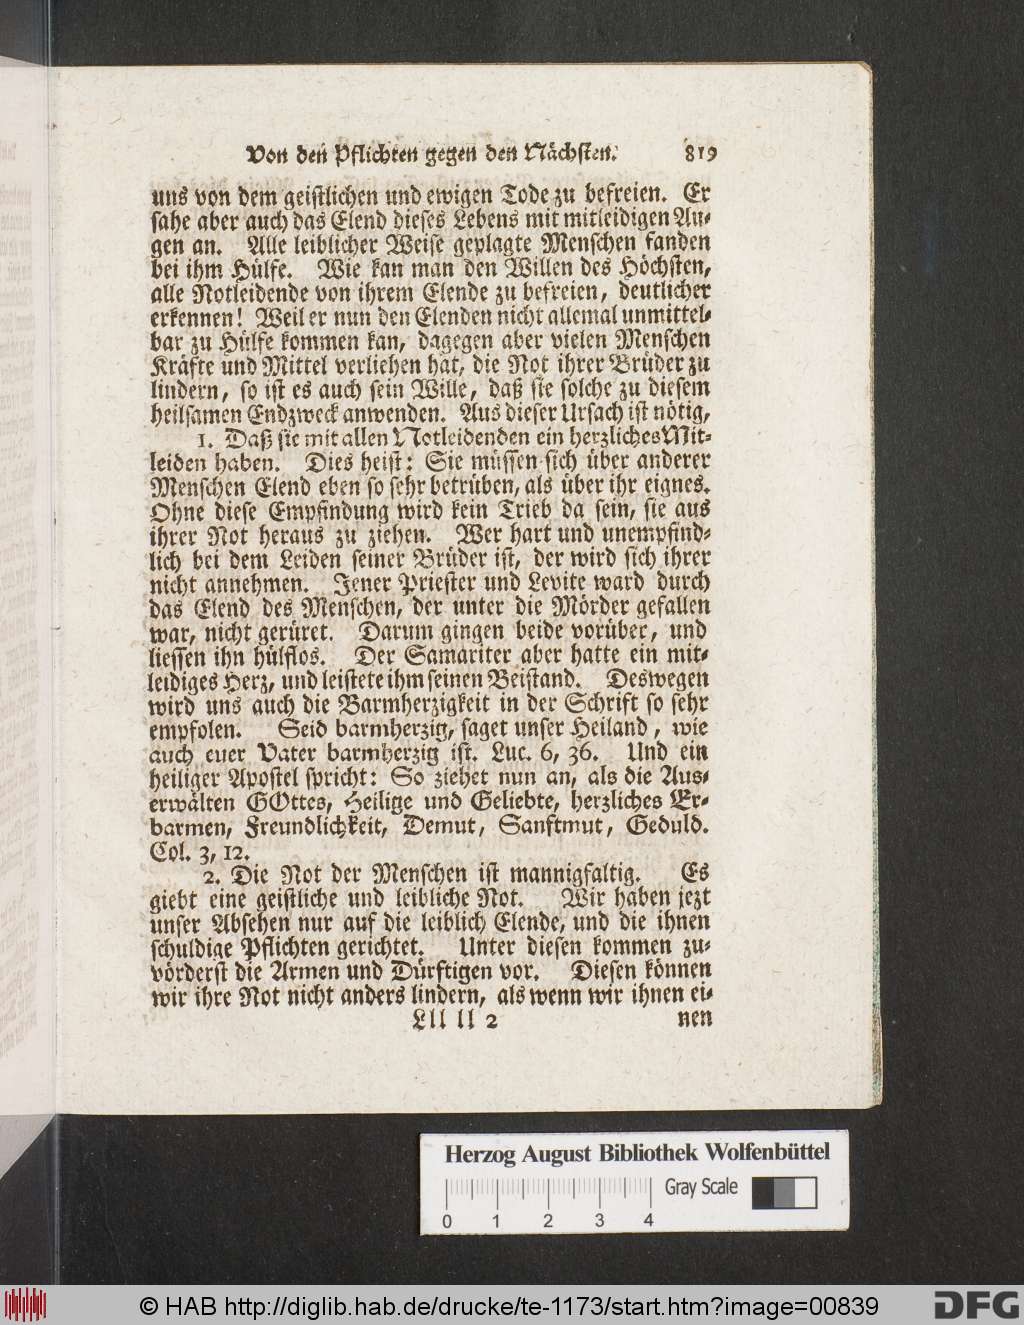 Von den Pflichten gegen den Nächsten. 819
uns von dem geistlichen und ewigen Tode zu befreien. Er
sahe aber auch das Elend dieses Lebens mit mitleidigen Au-
gen an. Alle leiblicher Weise geplagte Menschen fanden
bei ihm Hülfe. Wie kan man den Willen des Höchsten,
alle Notleidende von ihrem Elende zu befreien, deutlicher
erkennen! Weil er nun den Elenden nicht allemal unmittel-
bar zu Hülfe kommen kan, dagegen aber vielen Menschen
Kräfte und Mittel verliehen hat, die Not ihrer Brüder zu
lindern, so ist es auch sein Wille, daß sie solche zu diesem
heilsamen Endzweck anwenden. Aus dieser Ursach ist nötig,
1. Daß sie mit allen Notleidenden ein herzliches Mit-
leiden haben. Dies heist: Sie müssen sich über anderer
Menschen Elend eben so sehr betrüben, als über ihr eignes.
Ohne diese Empfindung wird kein Trieb da sein, sie aus
ihrer Not heraus zu ziehen. Wer hart und unempfind-
lich bei dem Leiden seiner Brüder ist, der wird sich ihrer
nicht annehmen. Jener Priester und Levite ward durch
das Elend des Menschen, der unter die Mörder gefallen
war, nicht gerüret. Darum gingen beide vorüber, und
liessen ihn hülflos. Der Samariter aber hatte ein mit-
leidiges Herz, und leistete ihm seinen Beistand. Deswegen
wird uns auch die Barmherzigkeit in der Schrift so sehr
empfolen. Seid barmherzig, saget unser Heiland, wie
auch euer Vater barmherzig ist. Luc. 6, 36. Und ein
heiliger Apostel spricht: So ziehet nun an, als die Aus-
erwälten GOttes, Heilige und Geliebte, herzliches Er-
barmen, Freundlichkeit, Demut, Sanftmut, Geduld.
Col. 3, 12.
2. Die Not der Menschen ist mannigfaltig. Es
giebt eine geistliche und leibliche Not. Wir haben jezt
unser Absehen nur auf die leiblich Elende, und die ihnen
schuldige Pflichten gerichtet. Unter diesen kommen zu-
vörderst die Armen und Dürftigen vor. Diesen können
wir ihre Not nicht anders lindern, als wenn wir ihnen ei-
Lll ll 2 nen
Herzog August Bibliothek Wolfenbüttel
Gray Scale
0 1 2 3 4
© HAB http://diglib.hab.de/drucke/te-1173/start.htm?image=00839
DFG